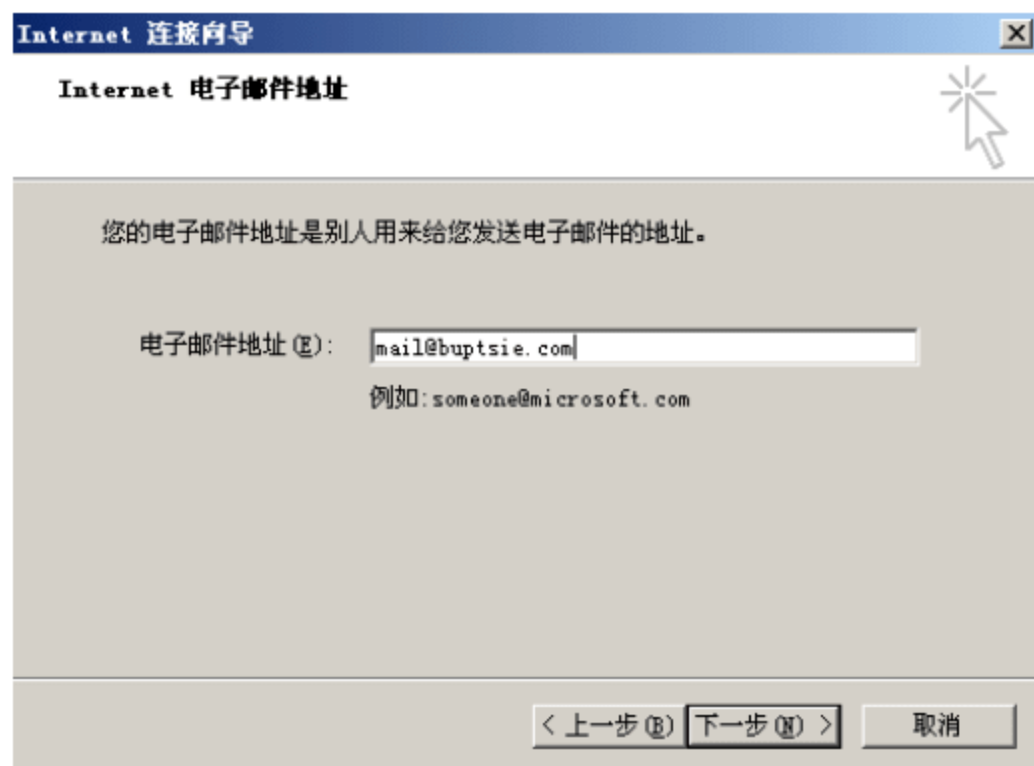 Internet 连接向导
Internet 电子邮件地址
您的电子邮件地址是别人用来给您发送电子邮件的地址。
电子邮件地址(E): mail@buptsie.com
例如:someone@microsoft.com
< 上一步(B) 下一步(N) > 取消